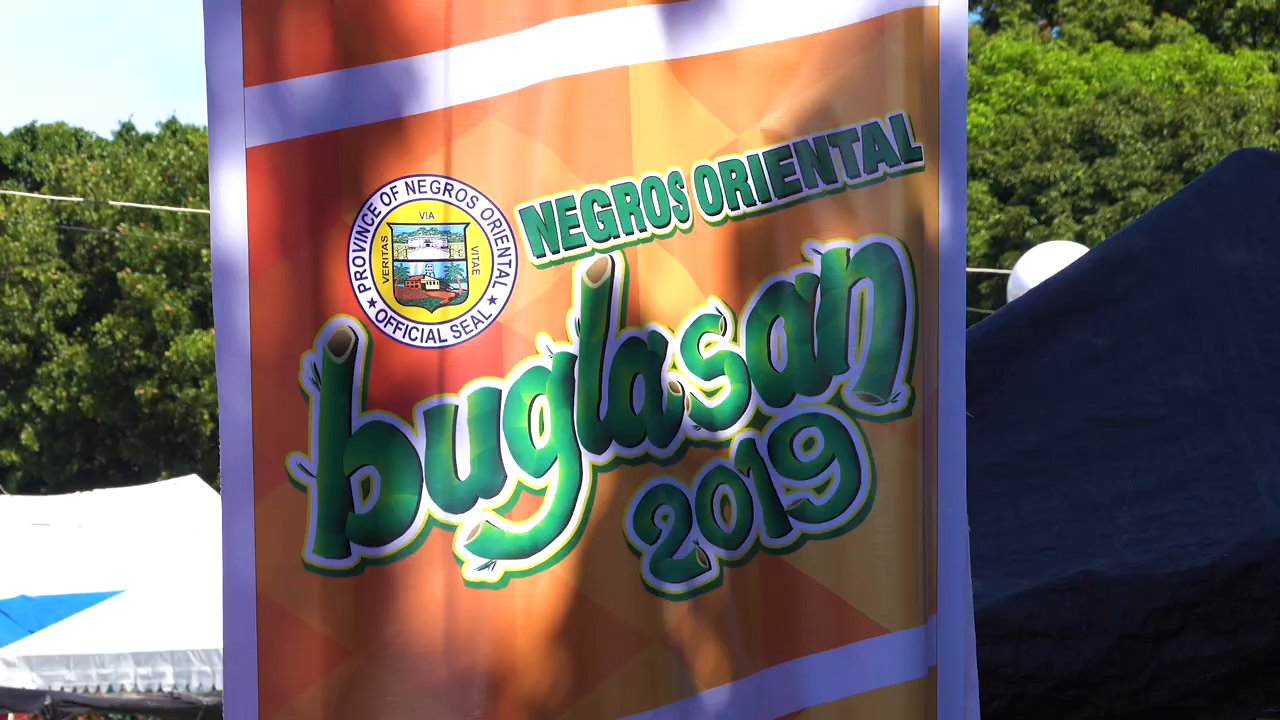 PROVINCE OF NEGROS ORIENTAL
VIA
VERITAS
VITAE
★ OFFICIAL SEAL ★
NEGROS ORIENTAL
buglasan
2019